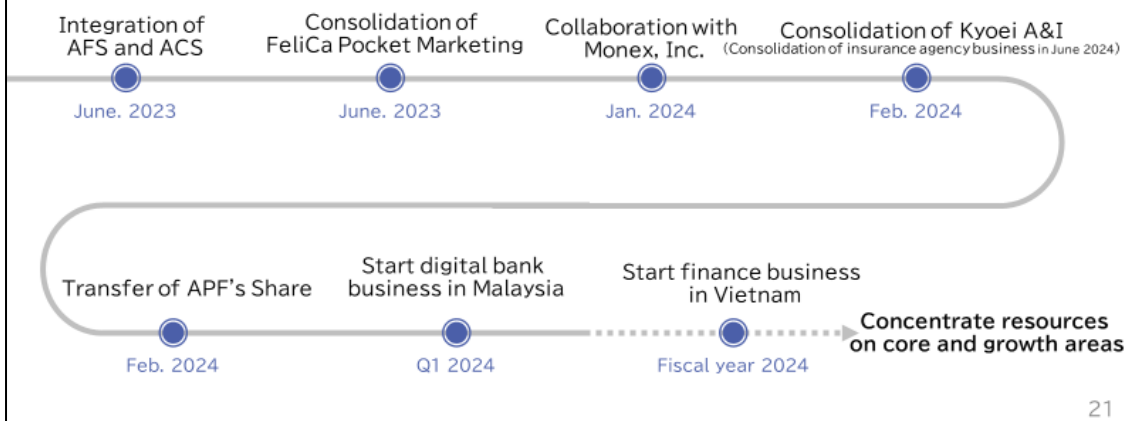 Integration of
AFS and ACS
June. 2023
Consolidation of
FeliCa Pocket Marketing
June. 2023
Collaboration with
Monex, Inc.
Jan. 2024
Consolidation of Kyoei A&I
(Consolidation of insurance agency business in June 2024)
Feb. 2024
Transfer of APF's Share
Feb. 2024
Start digital bank
business in Malaysia
Q1 2024
Start finance business
in Vietnam
Fiscal year 2024
Concentrate resources
on core and growth areas
21